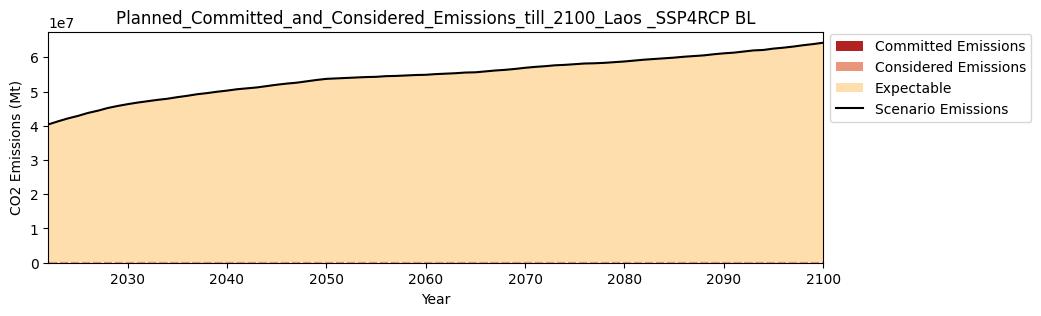 Planned_Committed_and_Considered_Emissions_till_2100_Laos _SSP4RCP BL
1e7
6
5
4
3
2
1
0
CO2 Emissions (Mt)
2030 2040 2050 2060 2070 2080 2090 2100
Year
Committed Emissions
Considered Emissions
Expectable
Scenario Emissions